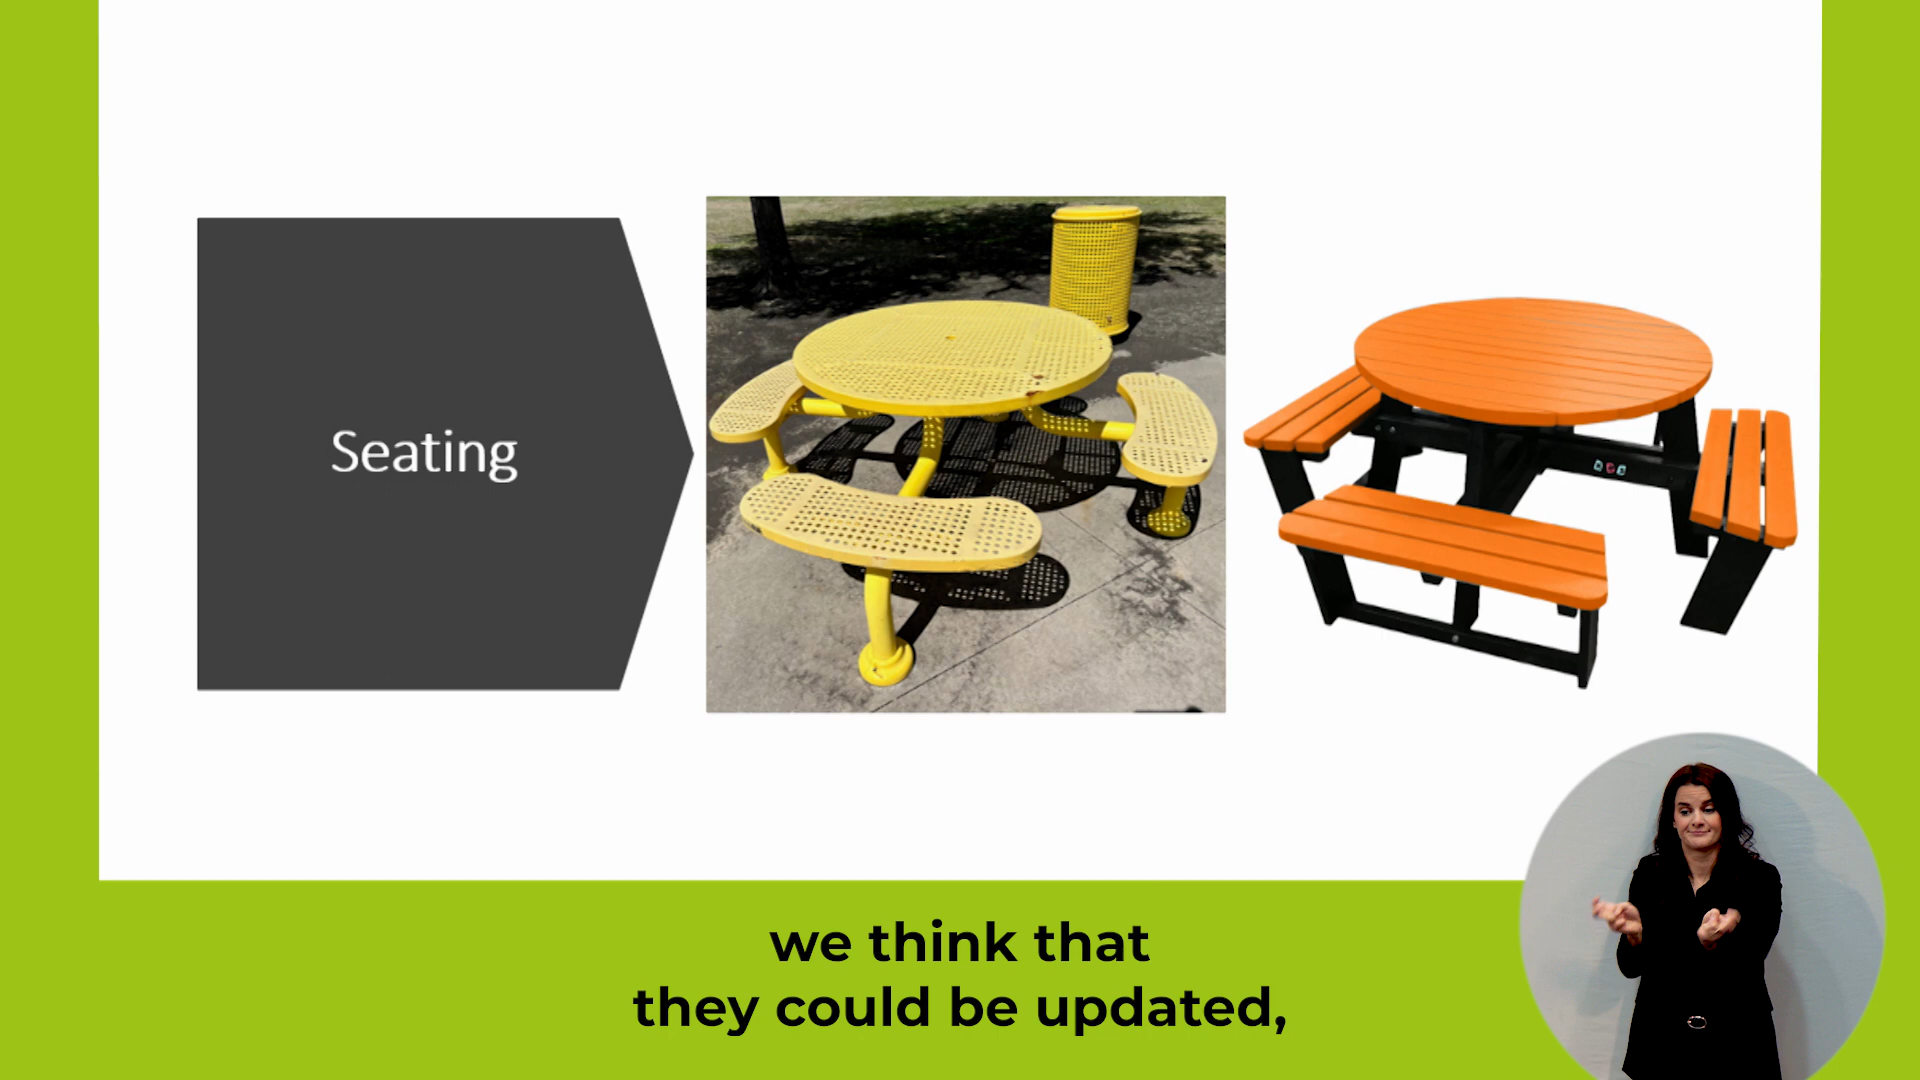 Seating
we think that
they could be updated,